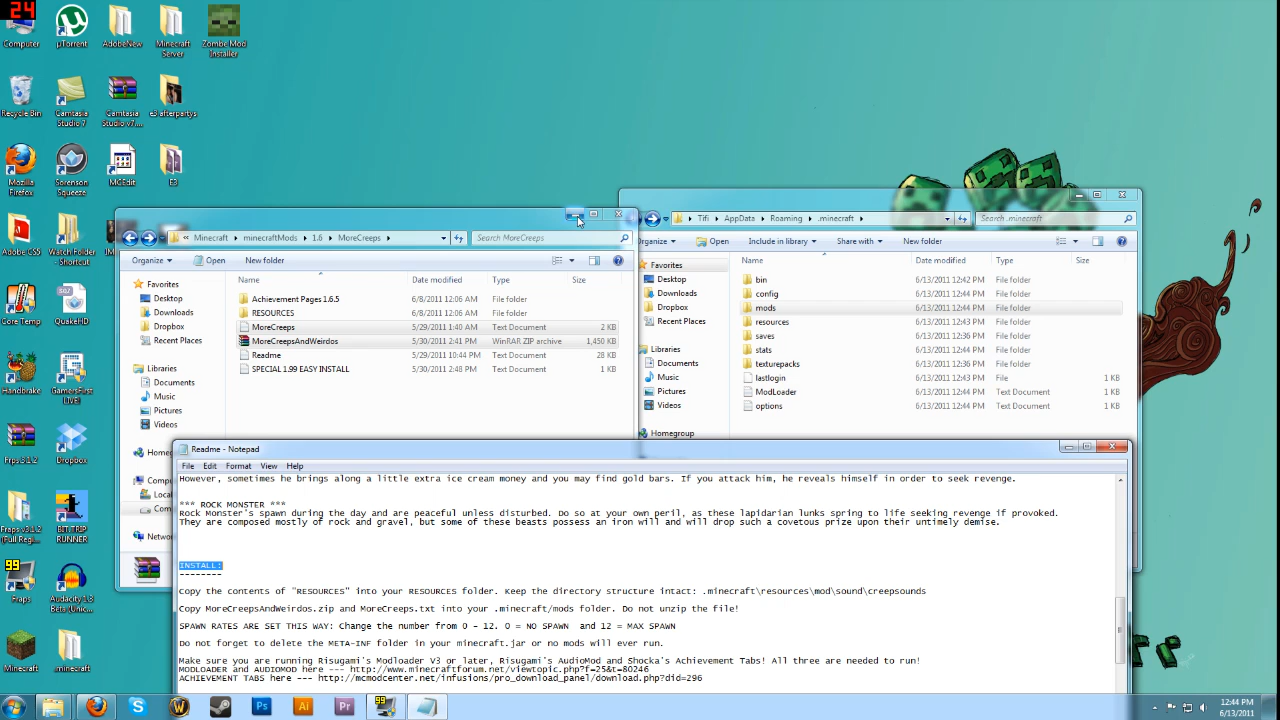 24
Computer
µTorrent
AdobeNew
Minecraft Server
Zombe Mod Installer
Recycle Bin
Camtasia Studio 7
Camtasia Studio v7....
e3 afterpartys
Mozilla Firefox
Sorenson Squeeze
MCEdit
E3
Adobe CS5
Watch-Folder - Shortcut
Core Temp
QuakeHD
Handbrake
GamersFirst LIVE!
Dropbox
Fraps v3.1.2 (Full Regi...
BIT.TRIP RUNNER
99
Fraps
Audacity 1.3 Beta (Unic...
Minecraft
.minecraft
« Minecraft ▸ minecraftMods ▸ 1.6 ▸ MoreCreeps ▸
Search MoreCreeps
Organize
Open
New folder
Name
Date modified
Type
Size
Favorites
Desktop
Downloads
Dropbox
Recent Places
Libraries
Documents
Music
Pictures
Videos
Achievement Pages 1.6.5 6/8/2011 12:06 AM File folder
RESOURCES 6/8/2011 12:06 AM File folder
MoreCreeps 5/29/2011 1:40 AM Text Document 2 KB
MoreCreepsAndWeirdos 5/30/2011 2:41 PM WinRAR ZIP archive 1,450 KB
Readme 5/29/2011 10:44 PM Text Document 28 KB
SPECIAL 1.99 EASY INSTALL 5/30/2011 2:48 PM Text Document 1 KB
▸ Tifi ▸ AppData ▸ Roaming ▸ .minecraft ▸
Search .minecraft
Organize
Open
Include in library
Share with
New folder
Name
Date modified
Type
Size
Favorites
Desktop
Downloads
Dropbox
Recent Places
Libraries
Documents
Music
Pictures
Videos
Homegroup
bin 6/13/2011 12:42 PM File folder
config 6/13/2011 12:44 PM File folder
mods 6/13/2011 12:44 PM File folder
resources 6/13/2011 12:43 PM File folder
saves 6/13/2011 12:36 PM File folder
stats 6/13/2011 12:44 PM File folder
texturepacks 6/13/2011 12:34 PM File folder
lastlogin 6/13/2011 12:43 PM File 1 KB
ModLoader 6/13/2011 12:44 PM Text Document 1 KB
options 6/13/2011 12:44 PM Text Document 1 KB
Readme - Notepad
File Edit Format View Help
However, sometimes he brings along a little extra ice cream money and you may find gold bars. If you attack him, he reveals himself in order to seek revenge.
*** ROCK MONSTER ***
Rock Monster's spawn during the day and are peaceful unless disturbed. Do so at your own peril, as these lapidarian lunks spring to life seeking revenge if provoked.
They are composed mostly of rock and gravel, but some of these beasts possess an iron will and will drop such a covetous prize upon their untimely demise.
INSTALL:
--------
Copy the contents of "RESOURCES" into your RESOURCES folder. Keep the directory structure intact: .minecraft\resources\mod\sound\creepsounds
Copy MoreCreepsAndWeirdos.zip and MoreCreeps.txt into your .minecraft/mods folder. Do not unzip the file!
SPAWN RATES ARE SET THIS WAY: Change the number from 0 - 12. 0 = NO SPAWN  and 12 = MAX SPAWN
Do not forget to delete the META-INF folder in your minecraft.jar or no mods will ever run.
Make sure you are running Risugami's Modloader V3 or later, Risugami's AudioMod and Shocka's Achievement Tabs! All three are needed to run!
MODLOADER and AUDIOMOD here --- http://www.minecraftforum.net/viewtopic.php?f=25&t=80246
ACHIEVEMENT TABS here --- http://mcmodcenter.net/infusions/pro_download_panel/download.php?did=296
Ps
Ai
Pr
99
12:44 PM
6/13/2011